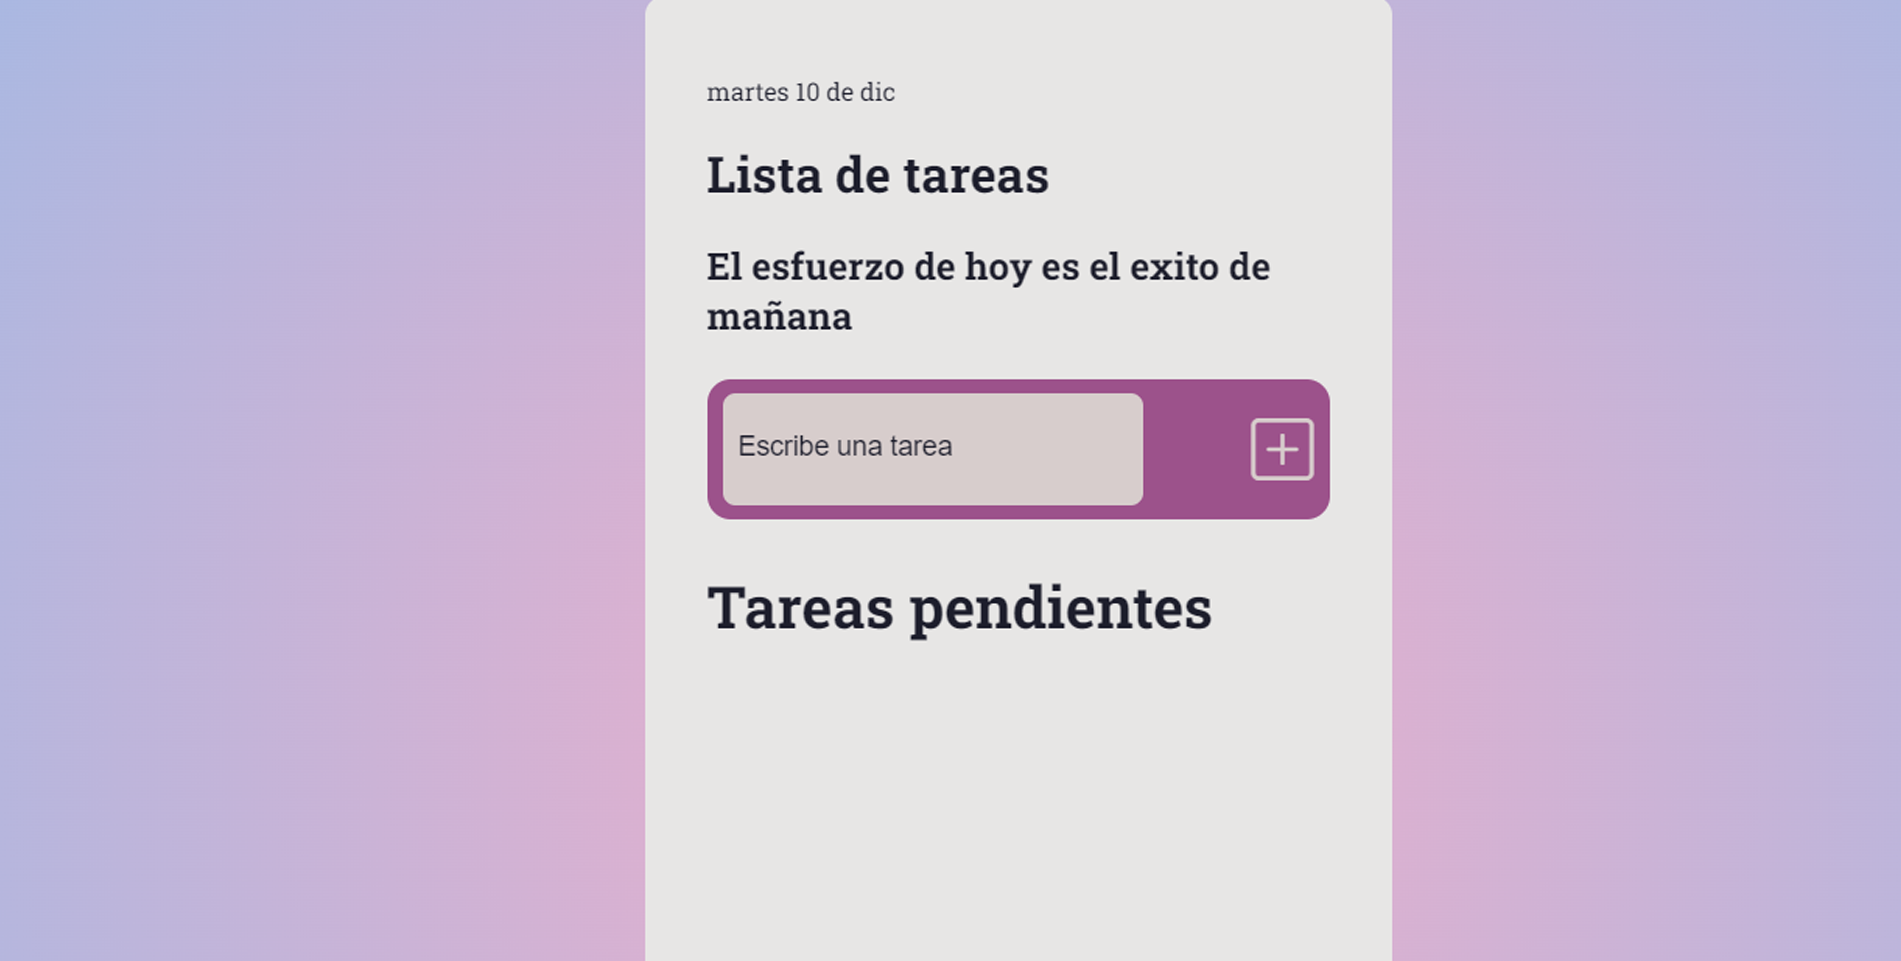 martes 10 de dic
Lista de tareas
El esfuerzo de hoy es el exito de
mañana
Escribe una tarea
Tareas pendientes